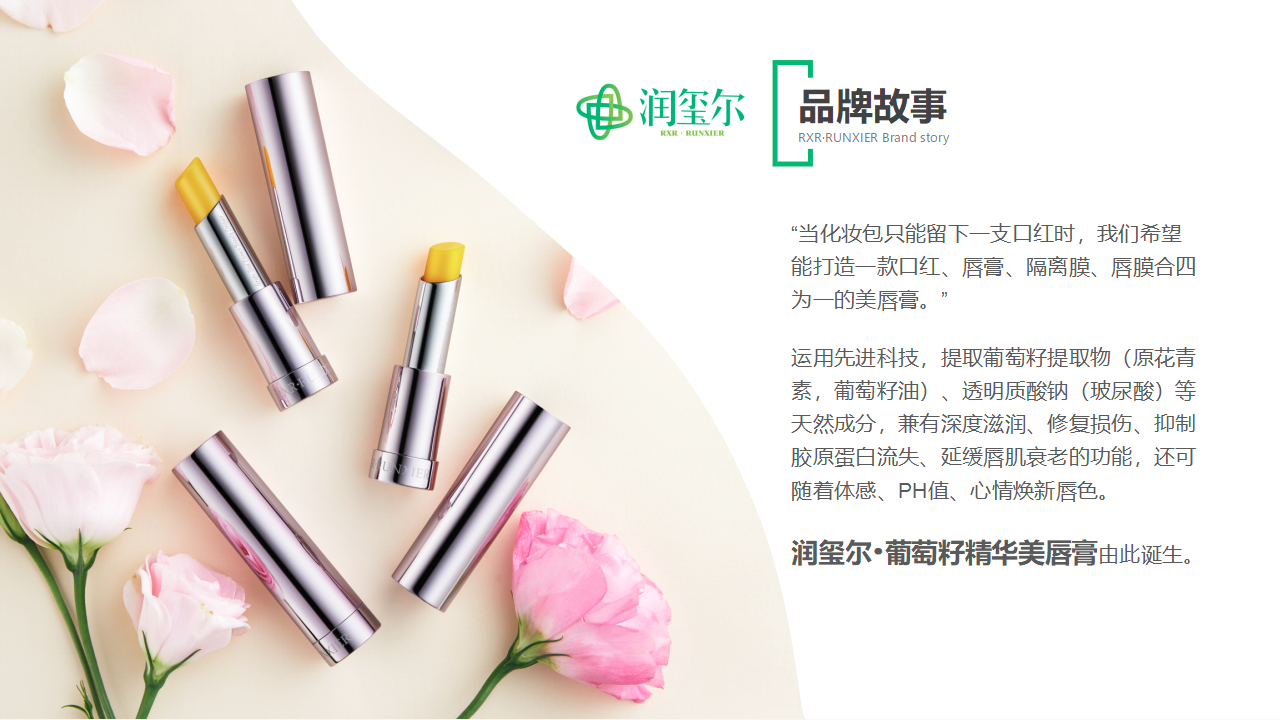 润玺尔
RXR · RUNXIER
品牌故事
RXR·RUNXIER Brand story
“当化妆包只能留下一支口红时，我们希望
能打造一款口红、唇膏、隔离膜、唇膜合四
为一的美唇膏。”
运用先进科技，提取葡萄籽提取物（原花青
素，葡萄籽油）、透明质酸钠（玻尿酸）等
天然成分，兼有深度滋润、修复损伤、抑制
胶原蛋白流失、延缓唇肌衰老的功能，还可
随着体感、PH值、心情焕新唇色。
润玺尔•葡萄籽精华美唇膏由此诞生。